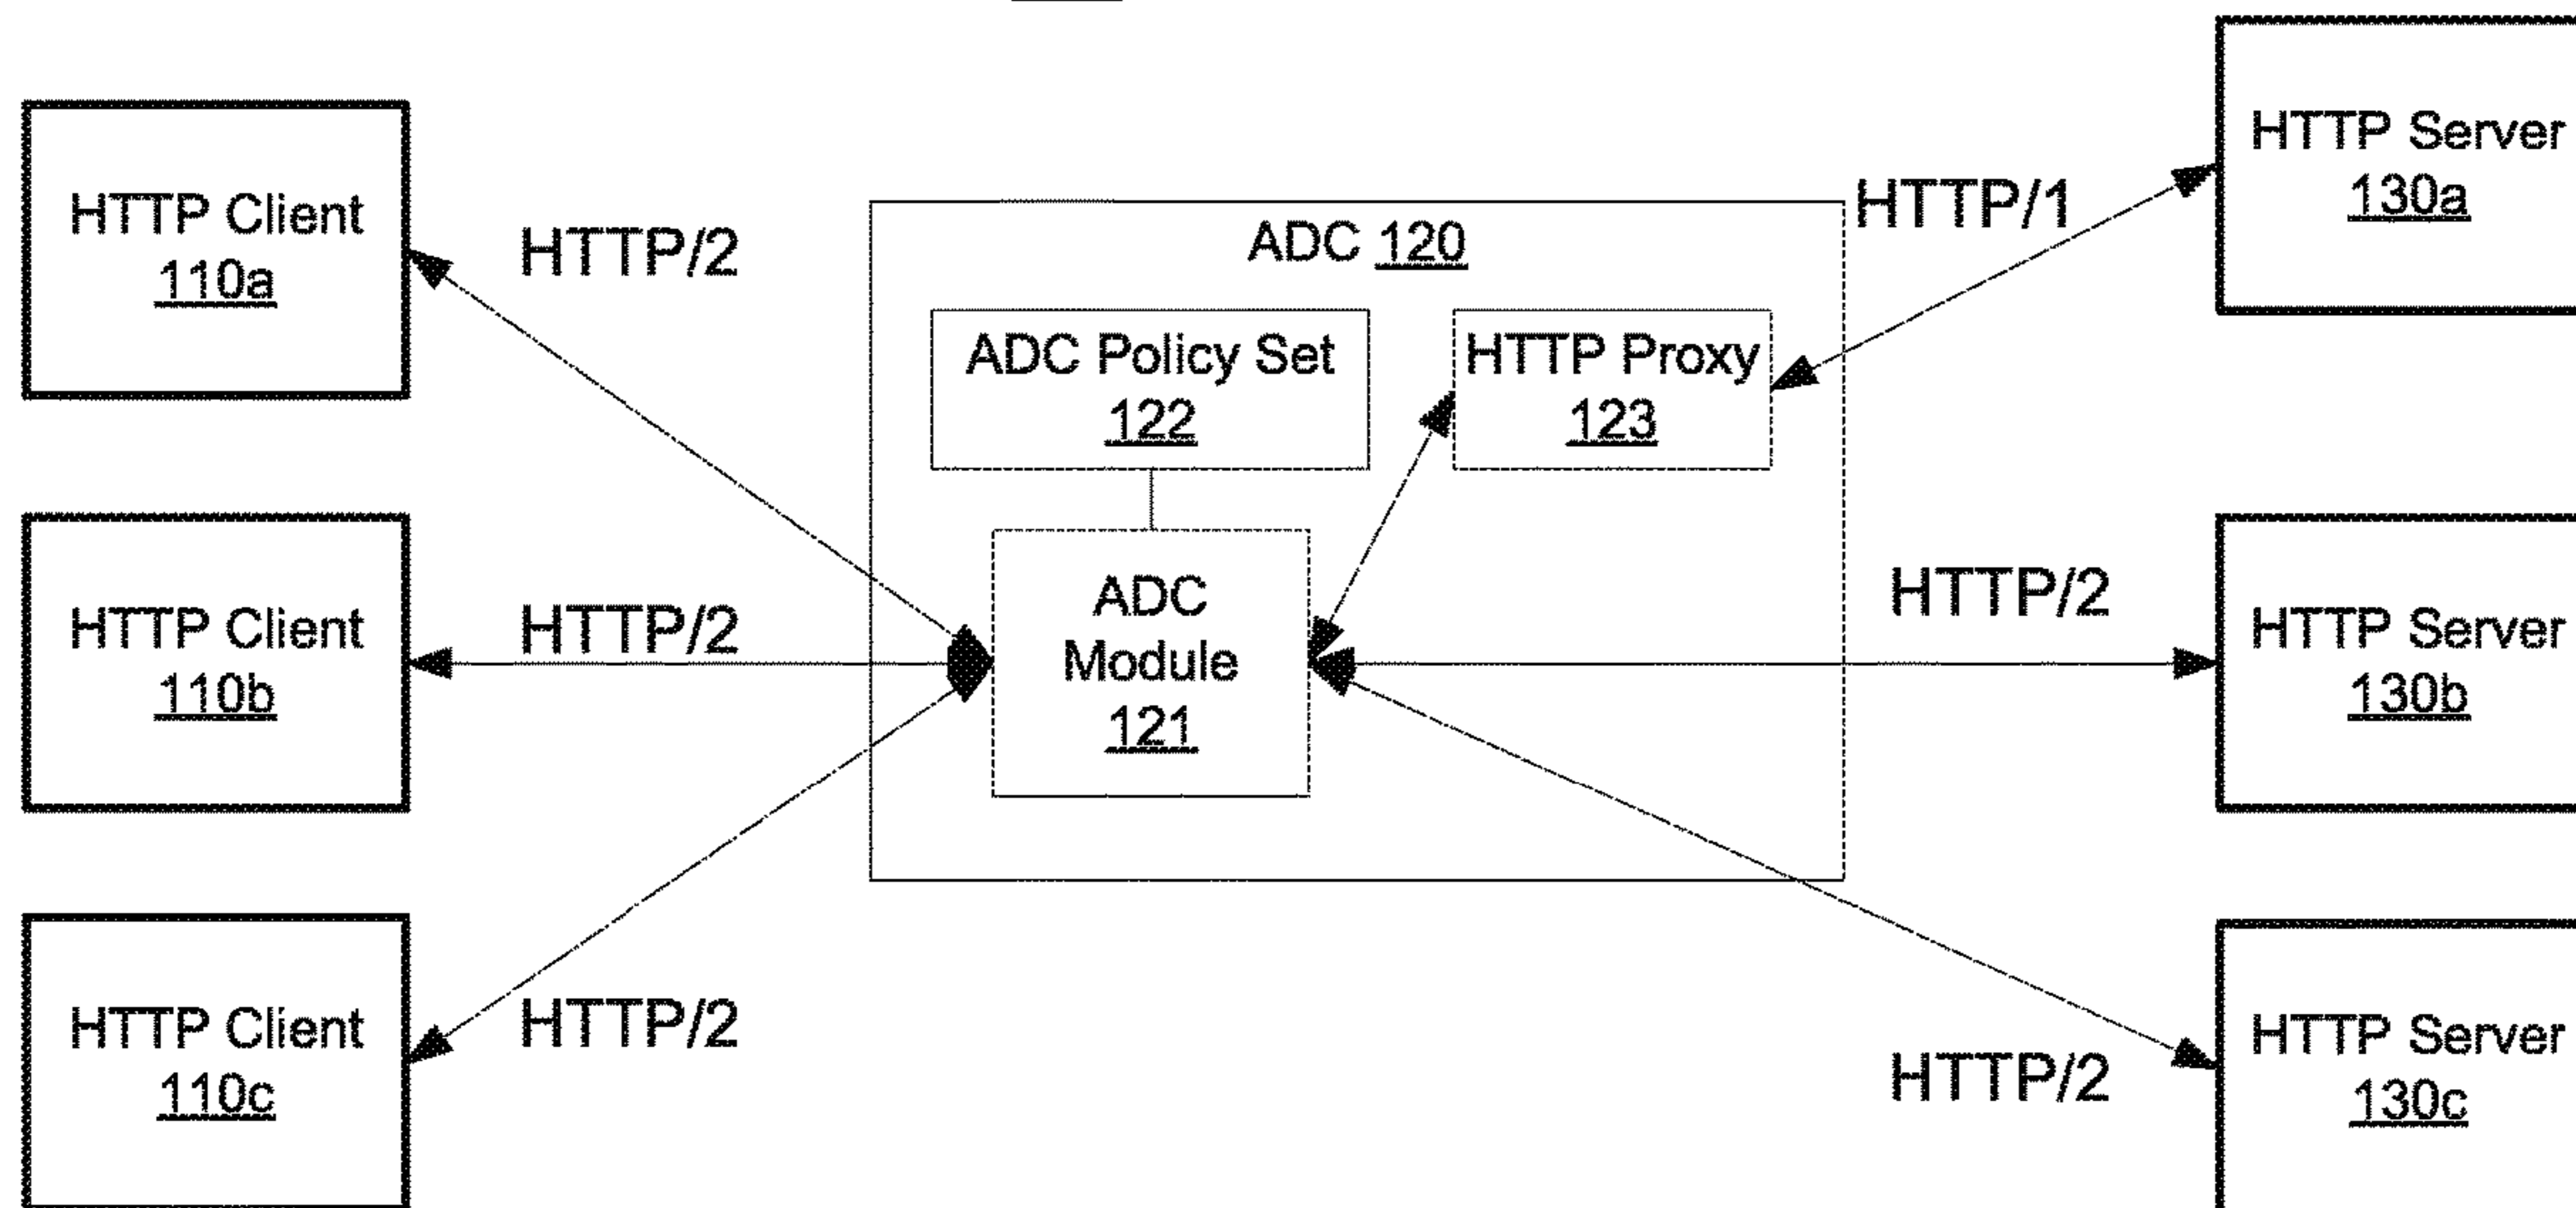 HTTP Client
110a
HTTP/2
HTTP Client
110b
HTTP/2
HTTP Client
110c
HTTP/2
ADC 120
ADC Policy Set
122
HTTP Proxy
123
ADC
Module
121
HTTP/1
HTTP Server
130a
HTTP/2
HTTP Server
130b
HTTP/2
HTTP Server
130c